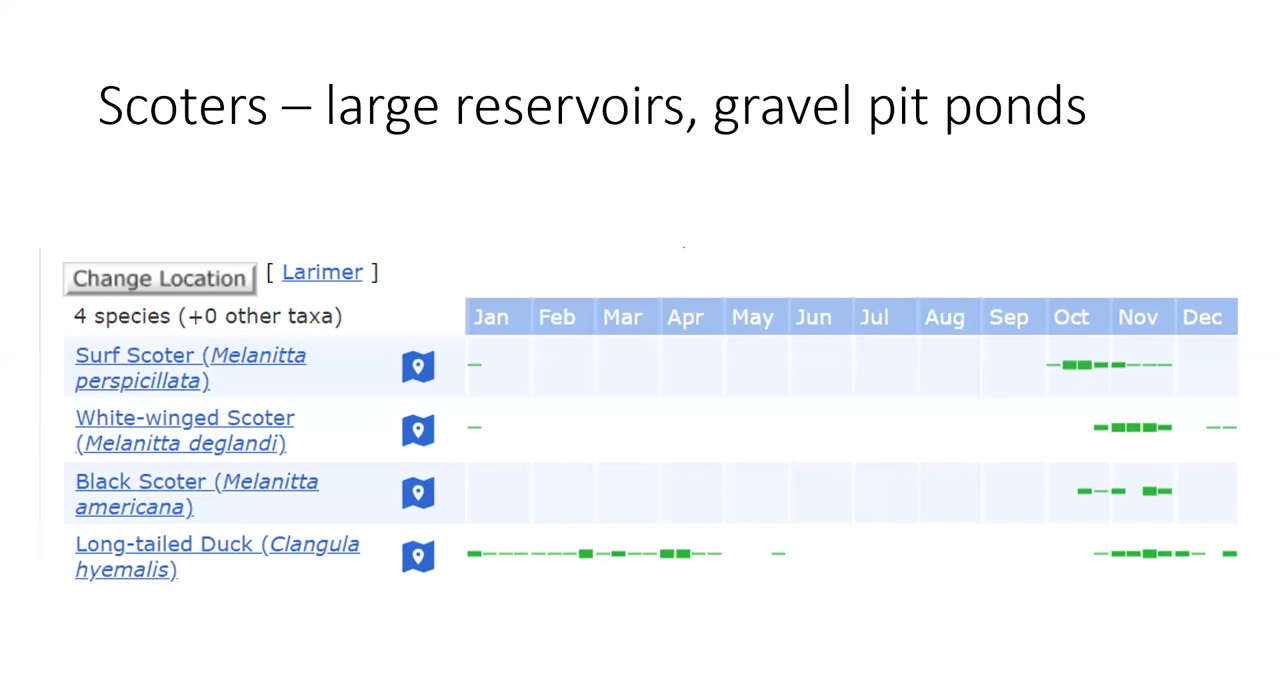 Scoters – large reservoirs, gravel pit ponds
Change Location [ Larimer ]
4 species (+0 other taxa)
Jan Feb Mar Apr May Jun Jul Aug Sep Oct Nov Dec
Surf Scoter (Melanitta
perspicillata)
White-winged Scoter
(Melanitta deglandi)
Black Scoter (Melanitta
americana)
Long-tailed Duck (Clangula
hyemalis)